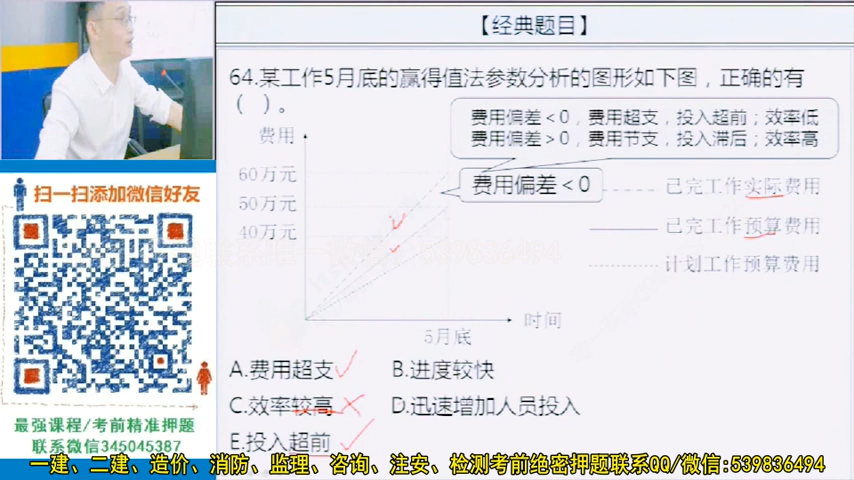 【经典题目】
64.某工作5月底的赢得值法参数分析的图形如下图，正确的有
（ ）。
费用偏差＜0，费用超支，投入超前；效率低
费用偏差＞0，费用节支，投入滞后；效率高
费用
60万元
50万元
40万元
费用偏差＜0
已完工作实际费用
已完工作预算费用
计划工作预算费用
时间
5月底
A.费用超支
B.进度较快
C.效率较高
D.迅速增加人员投入
E.投入超前
扫一扫添加微信好友
最强课程/考前精准押题
联系微信345045387
一建、二建、造价、消防、监理、咨询、注安、检测考前绝密押题联系QQ/微信:539836494